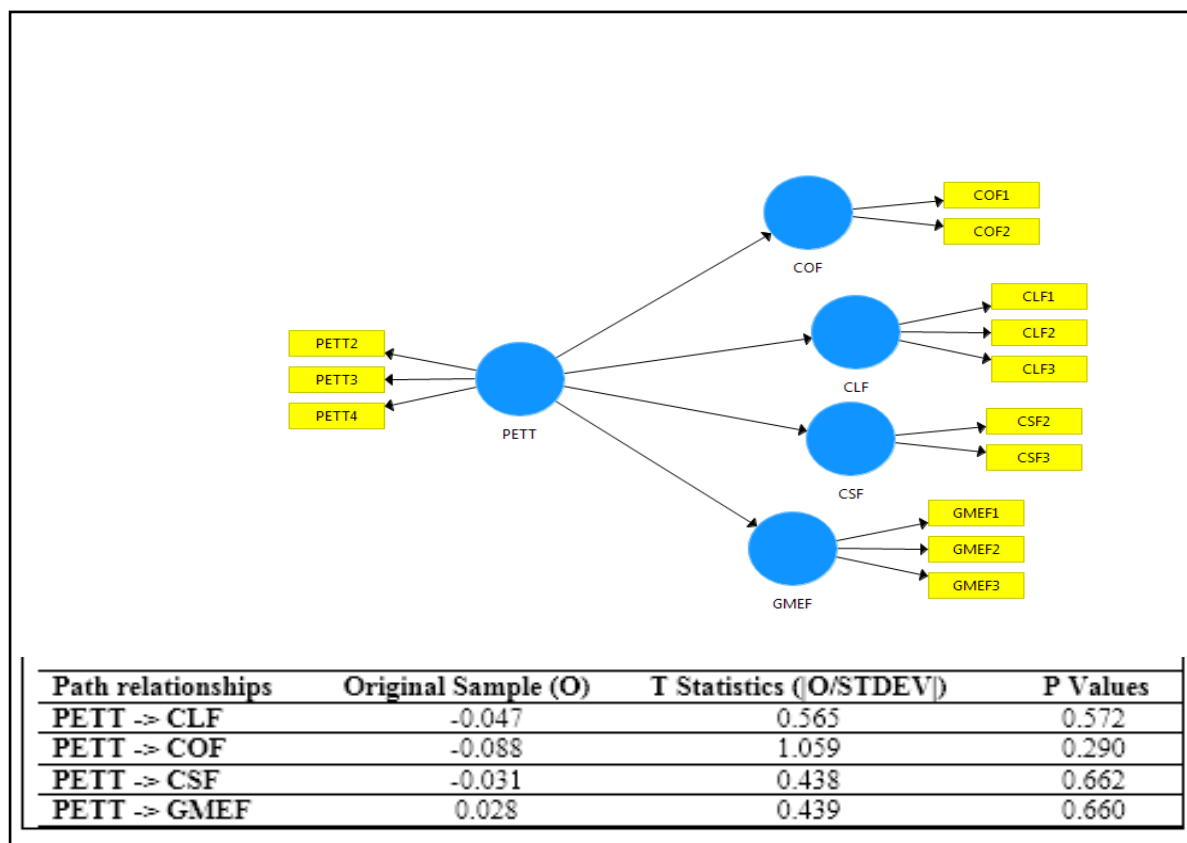 COF1
COF2
COF
CLF1
CLF2
CLF3
CLF
PETT2
PETT3
PETT4
PETT
CSF2
CSF3
CSF
GMEF1
GMEF2
GMEF3
GMEF
Path relationships Original Sample (O) T Statistics (|O/STDEV|) P Values
PETT -> CLF -0.047 0.565 0.572
PETT -> COF -0.088 1.059 0.290
PETT -> CSF -0.031 0.438 0.662
PETT -> GMEF 0.028 0.439 0.660